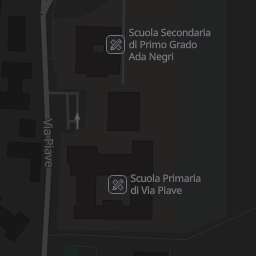 Scuola Secondaria
di Primo Grado
Ada Negri
Via Piave
Scuola Primaria
di Via Piave